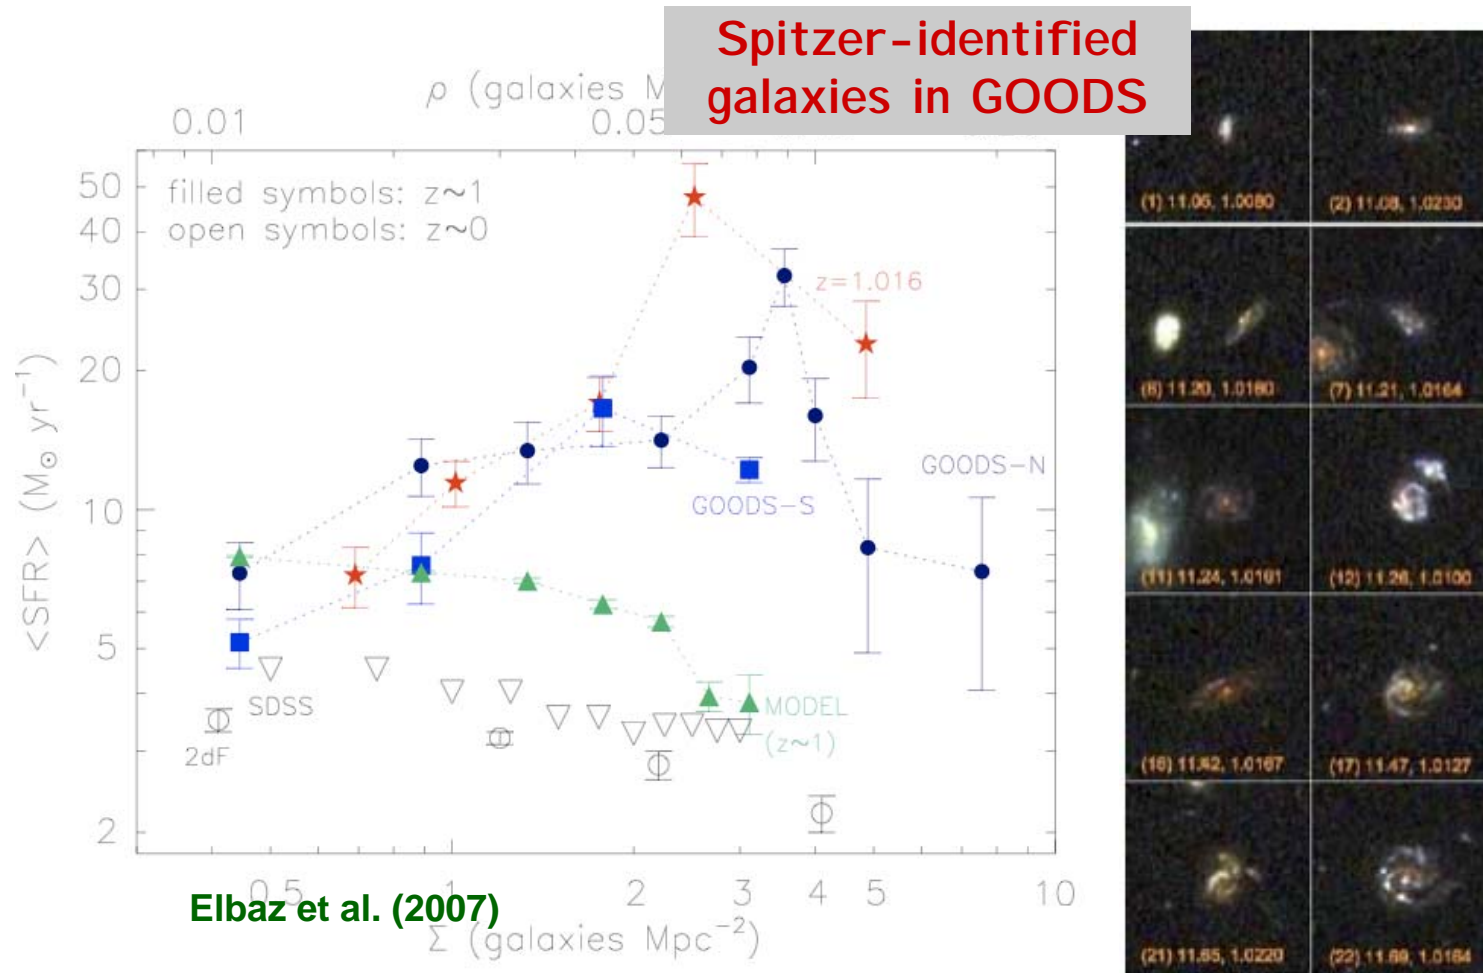 Spitzer-identified
galaxies in GOODS
ρ (galaxies M
0.01 0.05
filled symbols: z~1
open symbols: z~0
50
40
30
20
10
5
2
<SFR> (M⊙ yr⁻¹)
z=1.016
GOODS-N
GOODS-S
MODEL
(z~1)
SDSS
2dF
0.5 1 2 3 4 5 10
Σ (galaxies Mpc⁻²)
Elbaz et al. (2007)
(1) 11.05, 1.0080
(2) 11.08, 1.0230
(6) 11.20, 1.0160
(7) 11.21, 1.0164
(11) 11.24, 1.0161
(12) 11.26, 1.0100
(16) 11.42, 1.0167
(17) 11.47, 1.0127
(21) 11.65, 1.0220
(22) 11.69, 1.0164